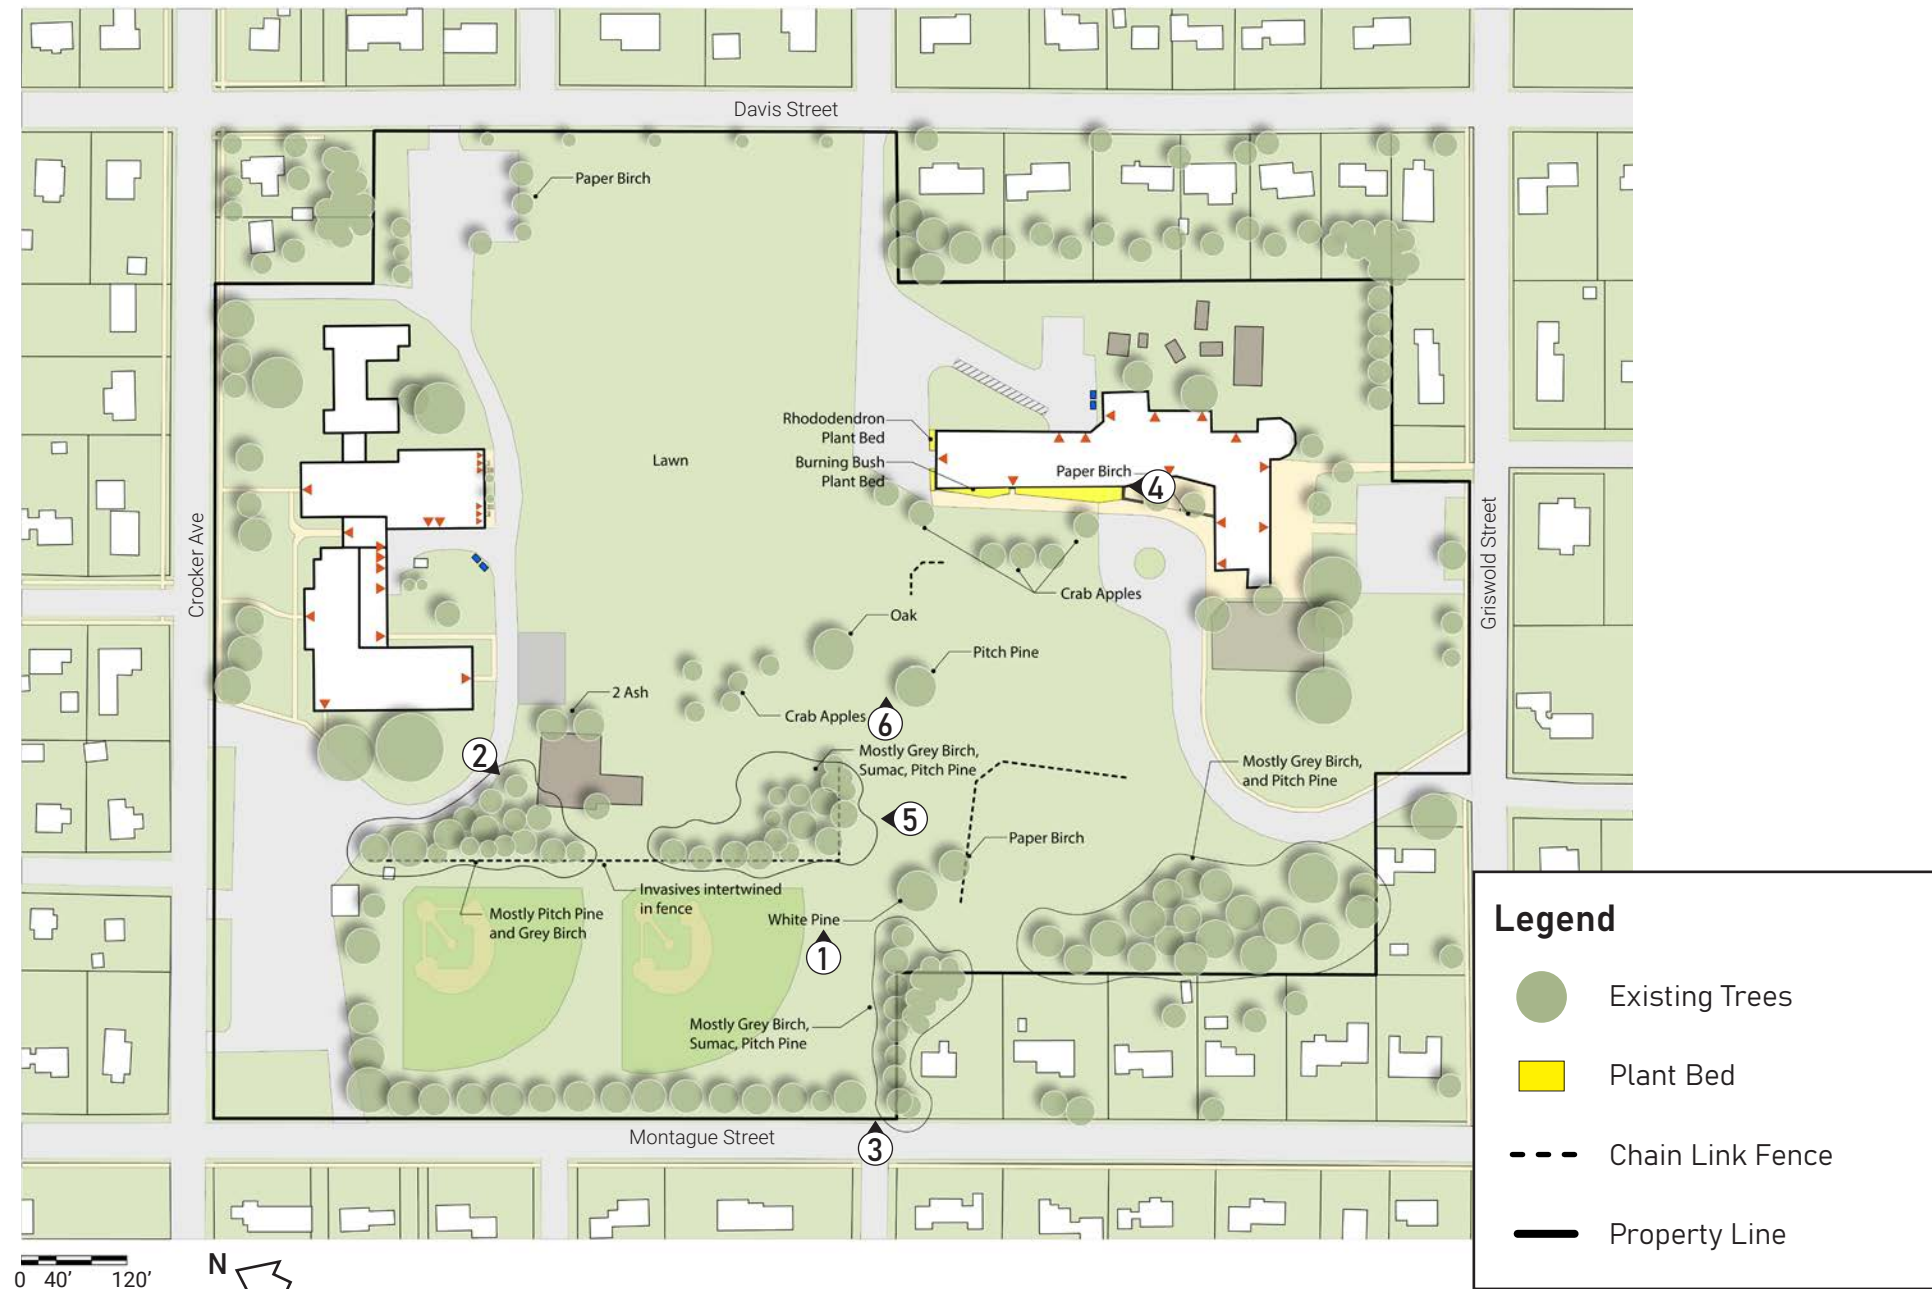 Davis Street
Paper Birch
Rhododendron
Plant Bed
Burning Bush
Plant Bed
Lawn
Paper Birch
4
Crocker Ave
Griswold Street
Crab Apples
Oak
Pitch Pine
2 Ash
Crab Apples
6
2
Mostly Grey Birch,
Sumac, Pitch Pine
Mostly Grey Birch,
and Pitch Pine
5
Paper Birch
Invasives intertwined
in fence
Mostly Pitch Pine
and Grey Birch
White Pine
1
Mostly Grey Birch,
Sumac, Pitch Pine
Montague Street
3
Legend
Existing Trees
Plant Bed
Chain Link Fence
Property Line
N
0 40' 120'